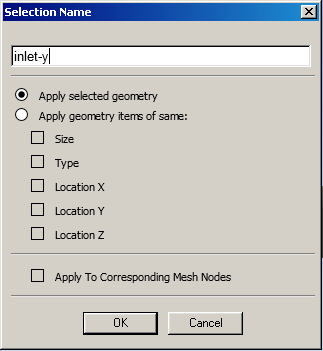 Selection Name
inlet-y
Apply selected geometry
Apply geometry items of same:
Size
Type
Location X
Location Y
Location Z
Apply To Corresponding Mesh Nodes
OK Cancel